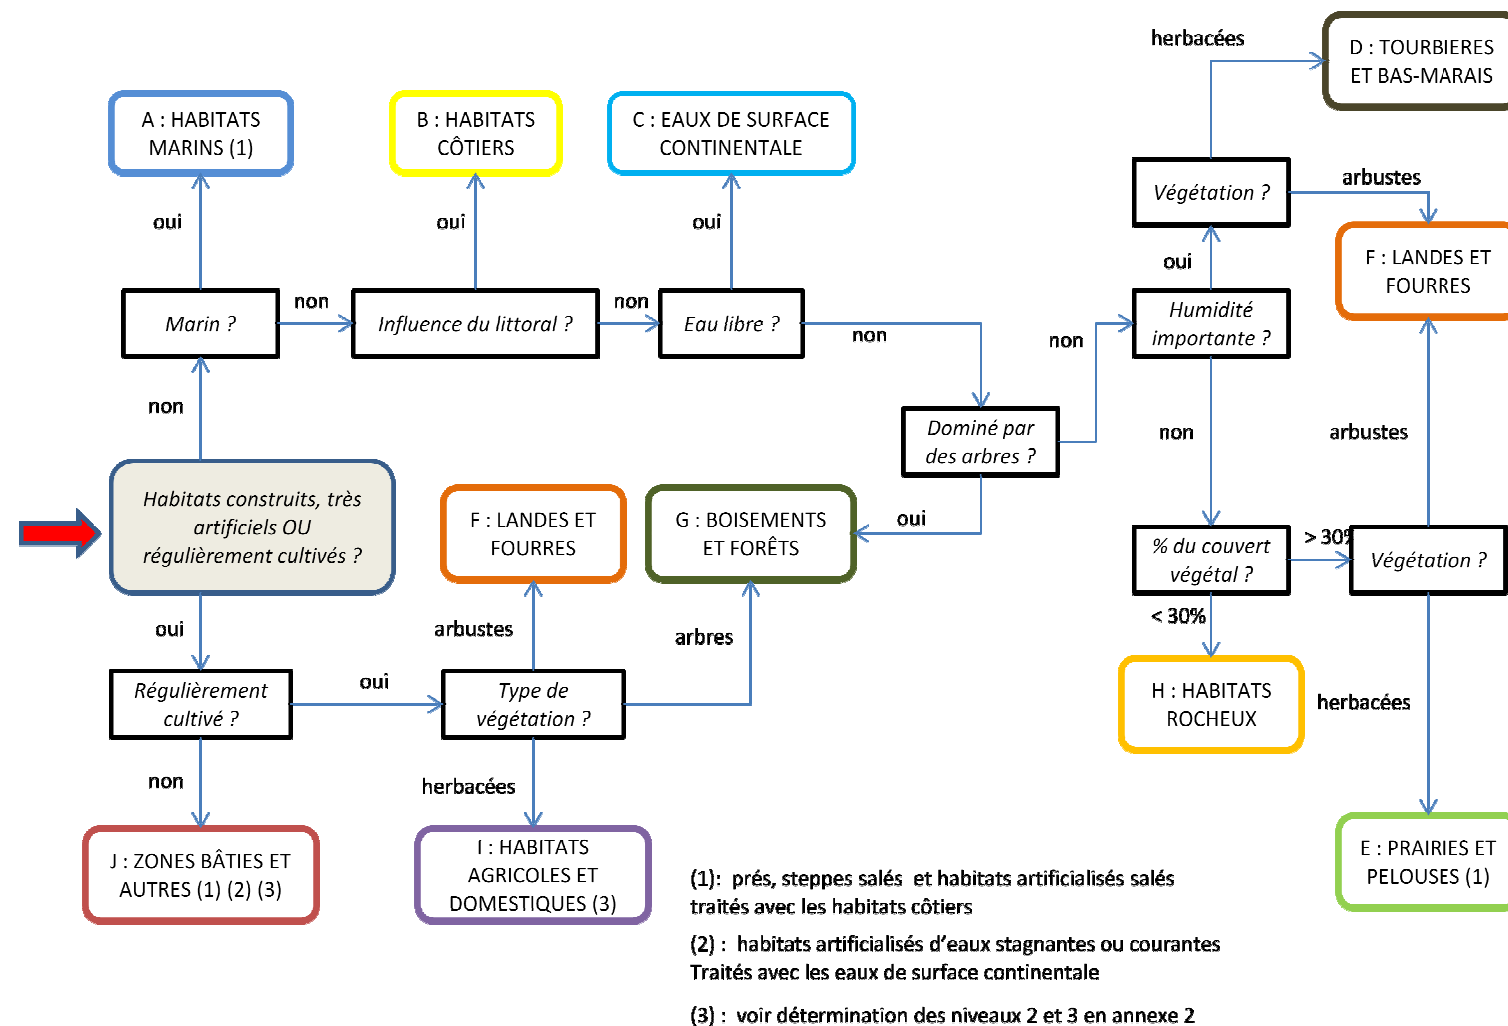 herbacées
D : TOURBIERES
ET BAS-MARAIS
A : HABITATS
MARINS (1)
B : HABITATS
CÔTIERS
C : EAUX DE SURFACE
CONTINENTALE
Végétation ?
arbustes
oui
oui
oui
oui
F : LANDES ET
FOURRES
Marin ?
non
Influence du littoral ?
non
Eau libre ?
non
non
Humidité
importante ?
non
Dominé par
des arbres ?
non
arbustes
Habitats construits, très
artificiels OU
régulièrement cultivés ?
F : LANDES ET
FOURRES
G : BOISEMENTS
ET FORÊTS
oui
% du couvert
végétal ?
> 30%
Végétation ?
< 30%
oui
arbustes
arbres
Régulièrement
cultivé ?
oui
Type de
végétation ?
H : HABITATS
ROCHEUX
herbacées
non
herbacées
J : ZONES BÂTIES ET
AUTRES (1) (2) (3)
I : HABITATS
AGRICOLES ET
DOMESTIQUES (3)
E : PRAIRIES ET
PELOUSES (1)
(1): prés, steppes salés et habitats artificialisés salés
traités avec les habitats côtiers
(2) : habitats artificialisés d'eaux stagnantes ou courantes
Traités avec les eaux de surface continentale
(3) : voir détermination des niveaux 2 et 3 en annexe 2